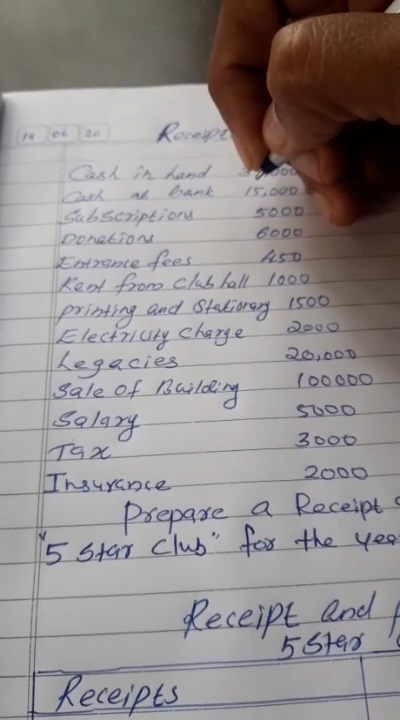 19 06 20
Receipt
Cash in hand
Cash at bank 15,000
Subscriptions 5000
Donations 6000
Entrance fees 450
Rent from Club hall 1000
Printing and Stationary 1500
Electricity Charge 2000
Legacies 20,000
Sale of Building 100000
Salary 5000
Tax 3000
Insurance 2000
Prepare a Receipt
"5 Star Club" for the yea
Receipt and
5 Star
Receipts